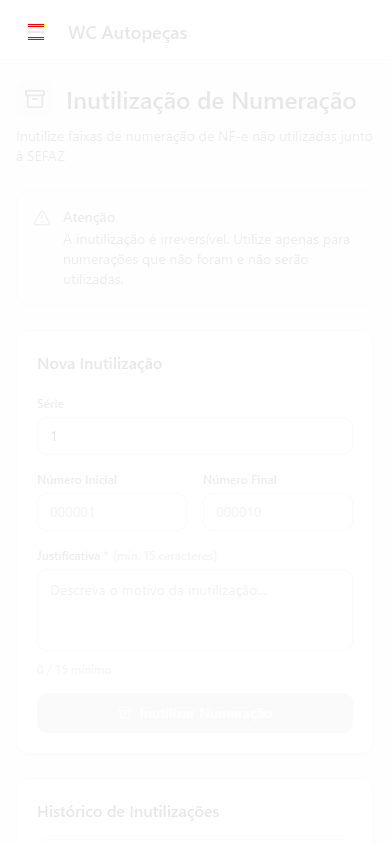 WC Autopeças
Inutilização de Numeração
Inutilize faixas de numeração de NF-e não utilizadas junto
à SEFAZ
Atenção
A inutilização é irreversível. Utilize apenas para
numerações que não foram e não serão
utilizadas.
Nova Inutilização
Série
1
Número Inicial Número Final
000001 000010
Justificativa * (mín. 15 caracteres)
Descreva o motivo da inutilização...
0 / 15 mínimo
Inutilizar Numeração
Histórico de Inutilizações